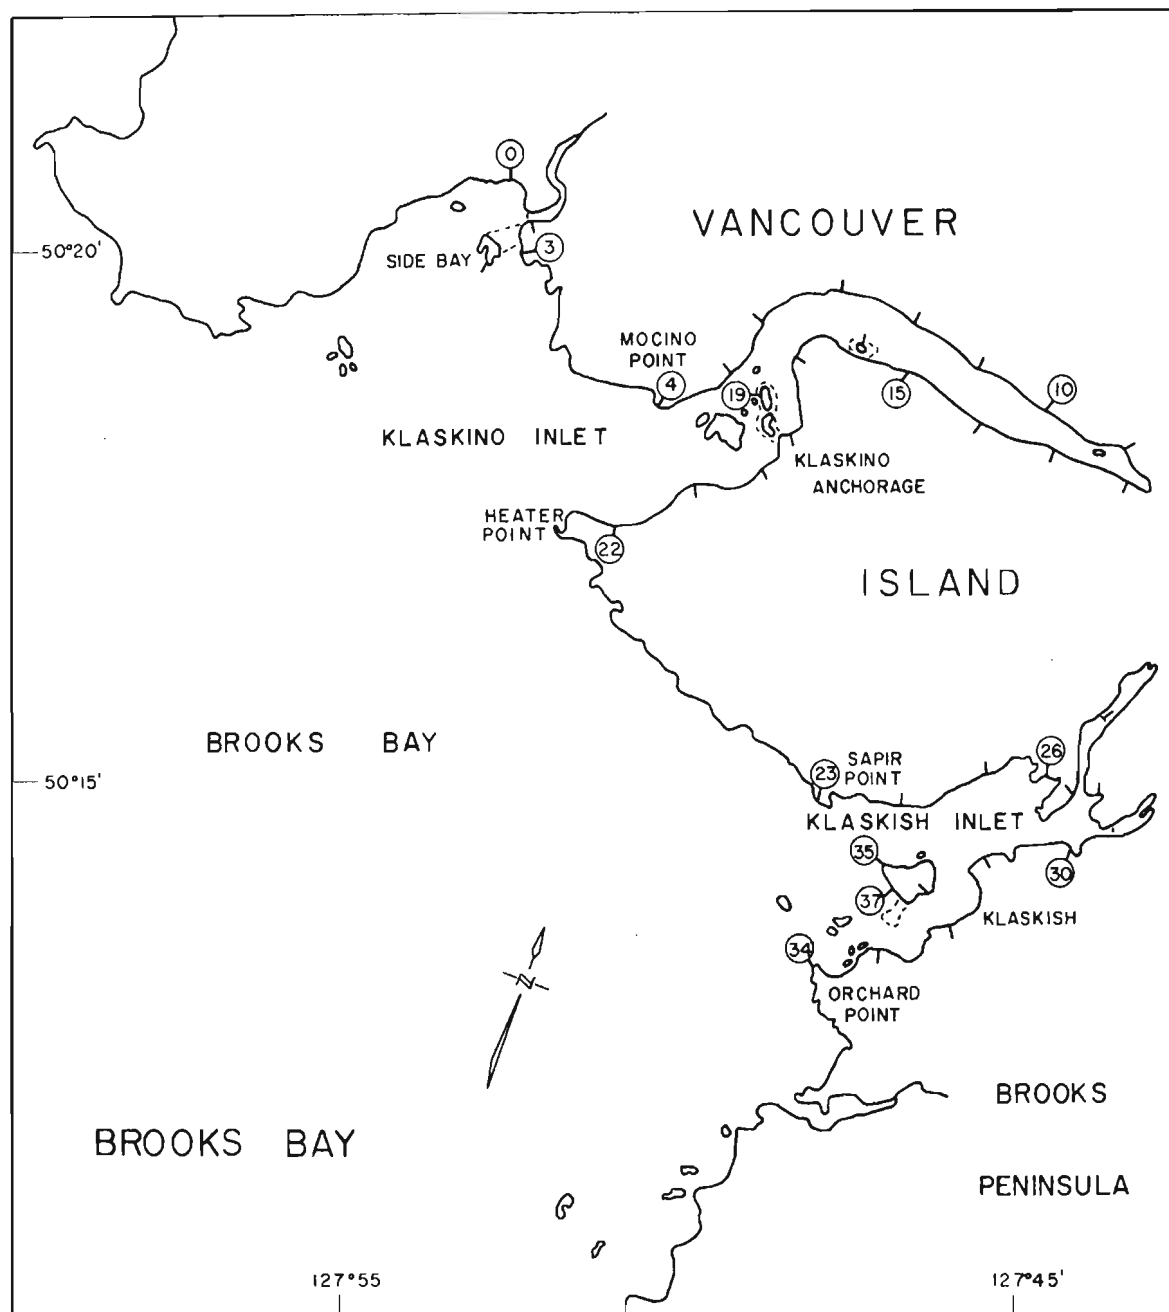 0
VANCOUVER
50°20'
SIDE BAY
3
MOCINO
POINT
4
19
15
10
KLASKINO INLET
KLASKINO
ANCHORAGE
HEATER
POINT
22
ISLAND
BROOKS BAY
50°15'
23
SAPIR
POINT
26
KLASKISH INLET
35
30
37
KLASKISH
34
N
ORCHARD
POINT
BROOKS
BROOKS BAY
PENINSULA
127°55
127°45'